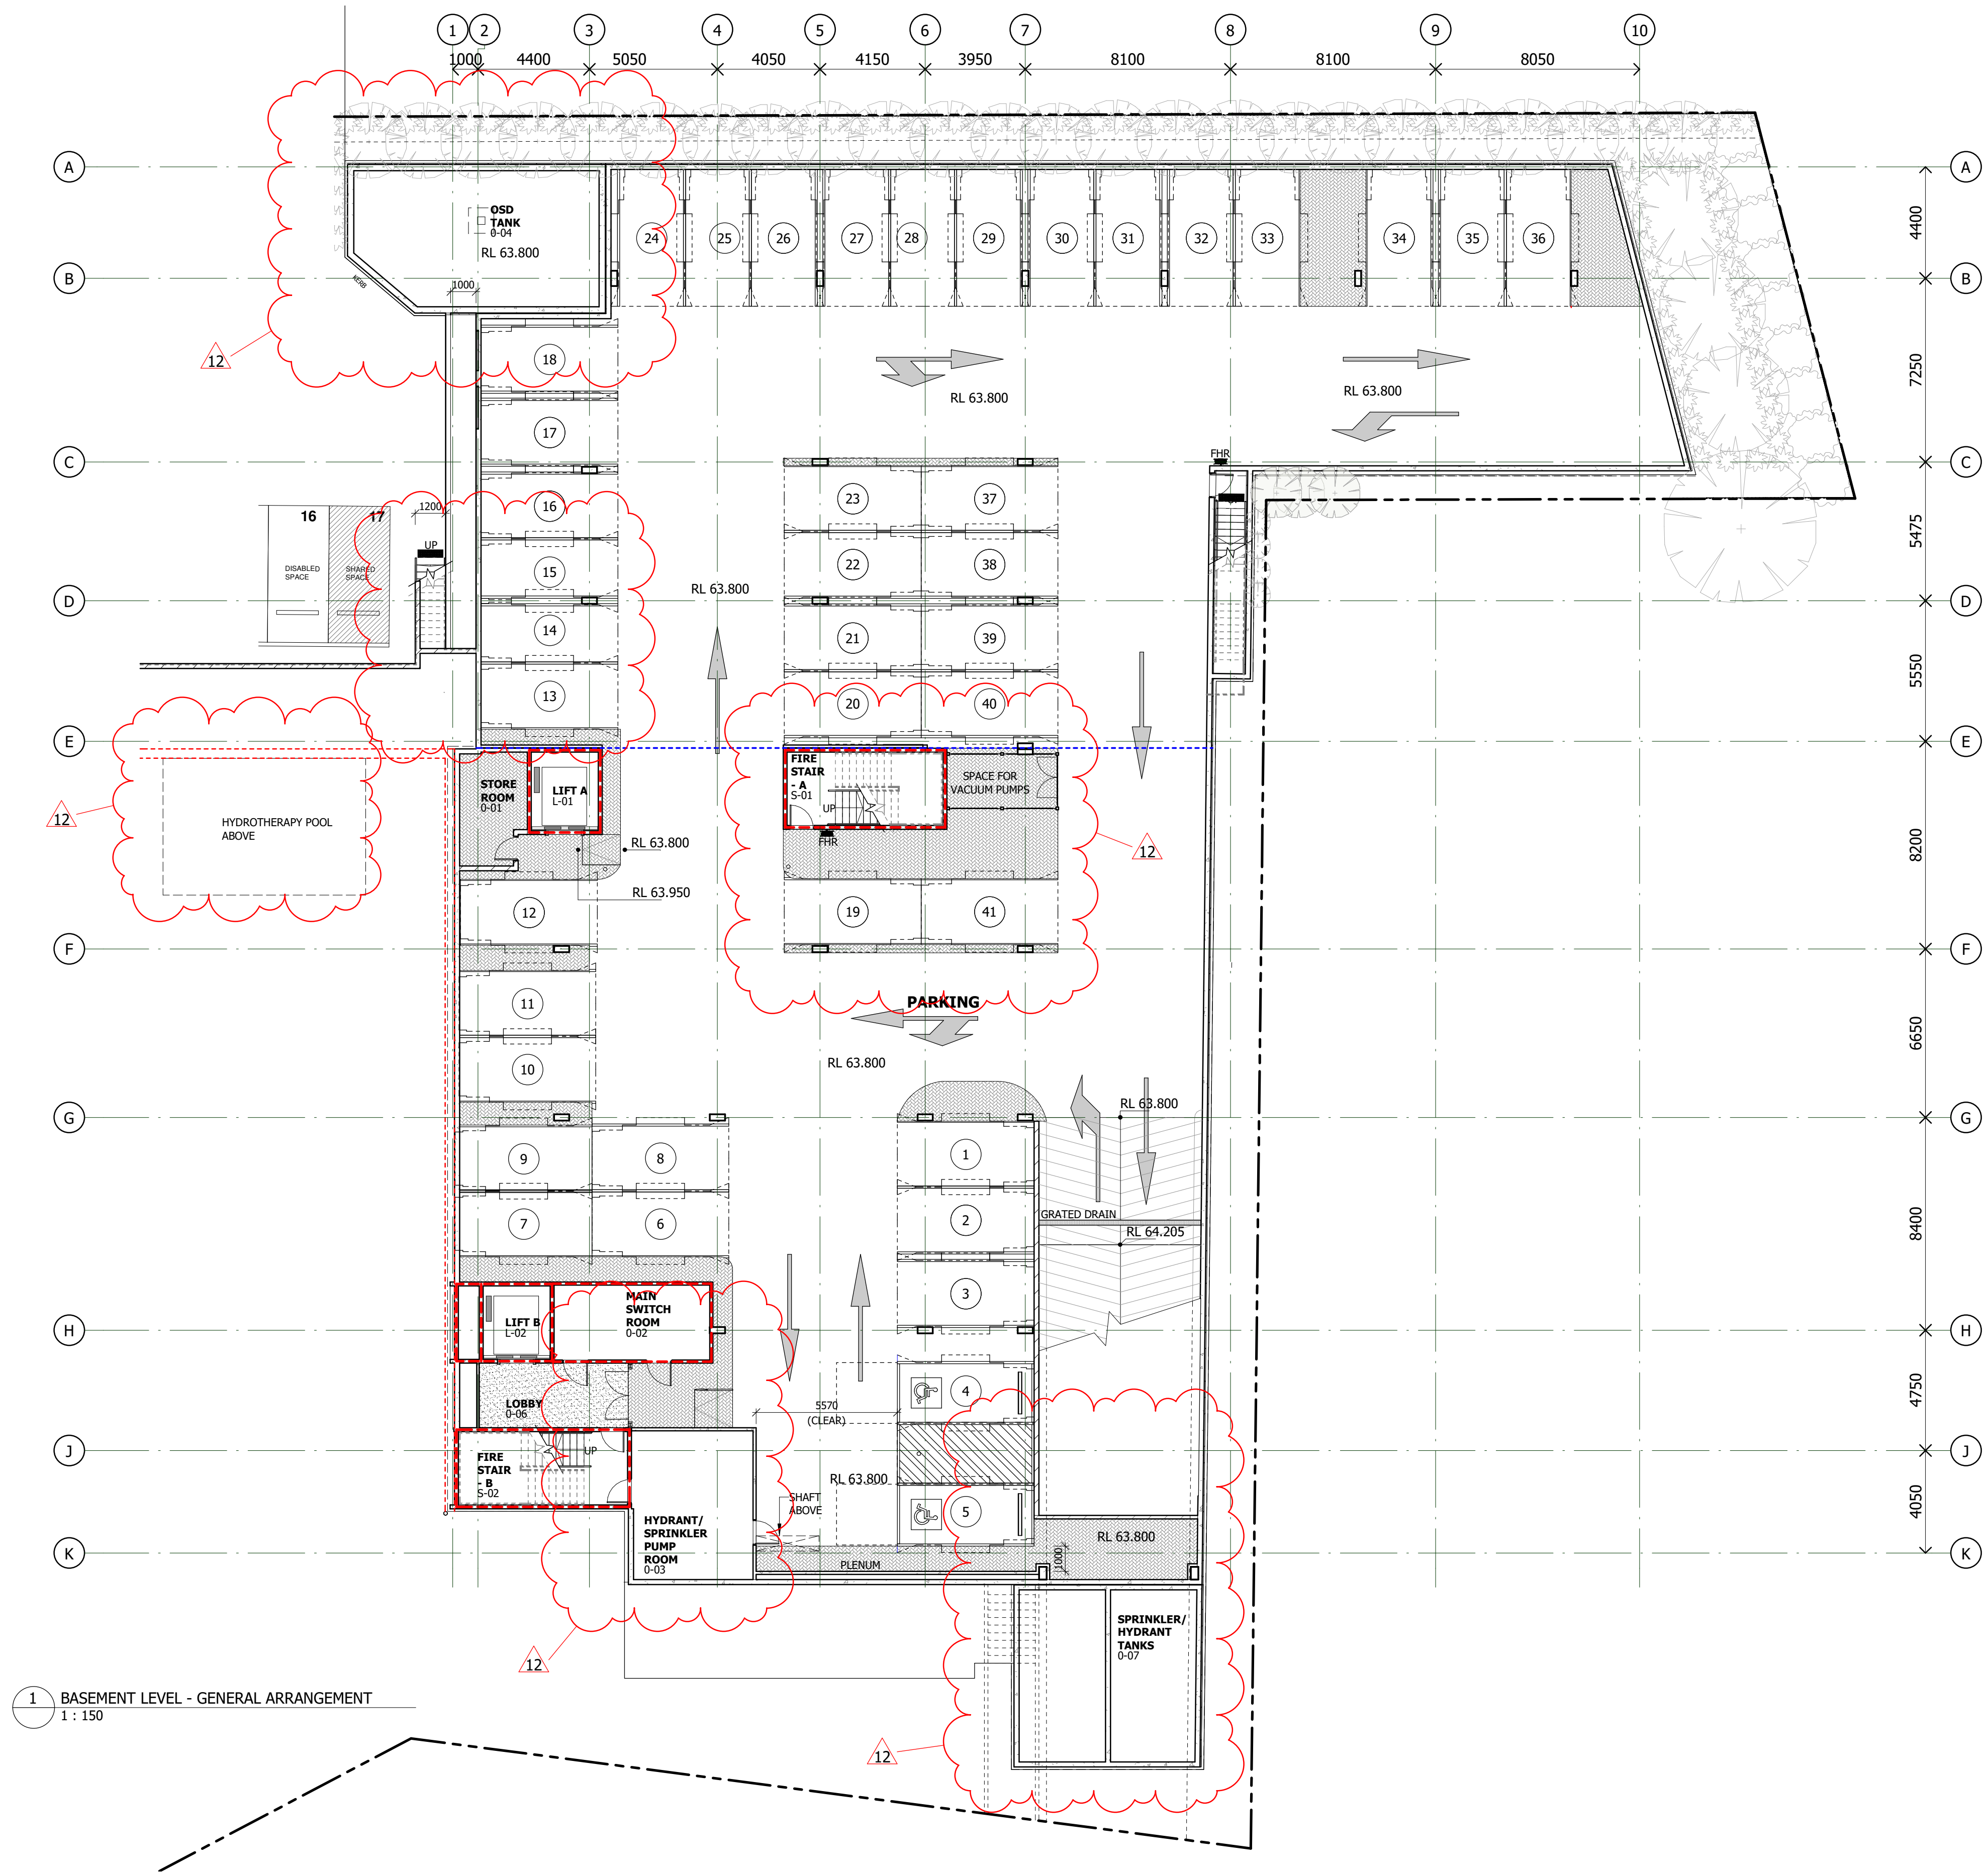 1 2 3 4 5 6 7 8 9 10
1000 4400 5050 4050 4150 3950 8100 8100 8050
A
A
OSD
TANK
0-04
RL 63.800
24 25 26 27 28 29 30 31 32 33 34 35 36
4400
B
B
1000
KERB
18
12
RL 63.800
RL 63.800
7250
17
C
C
FHR
16
17
1200
16
23
37
UP
DISABLED
SPACE
SHARED
SPACE
15
22
38
5475
RL 63.800
D
D
14
21
39
13
20
40
5550
E
E
STORE
ROOM
0-01
LIFT A
L-01
FIRE
STAIR
- A
S-01
UP
FHR
SPACE FOR
VACUUM PUMPS
12
HYDROTHERAPY POOL
ABOVE
RL 63.800
RL 63.950
12
8200
12
19
41
F
F
11
PARKING
RL 63.800
10
6650
G
G
RL 63.800
9
8
1
7
6
2
GRATED DRAIN
RL 64.205
8400
3
LIFT B
L-02
MAIN
SWITCH
ROOM
0-02
H
H
LOBBY
0-06
5570
(CLEAR)
4
4750
J
J
FIRE
STAIR
- B
S-02
UP
RL 63.800
SHAFT
ABOVE
5
HYDRANT/
SPRINKLER
PUMP
ROOM
0-03
RL 63.800
4050
K
K
PLENUM
1000
12
SPRINKLER/
HYDRANT
TANKS
0-07
12
1
BASEMENT LEVEL - GENERAL ARRANGEMENT
1 : 150